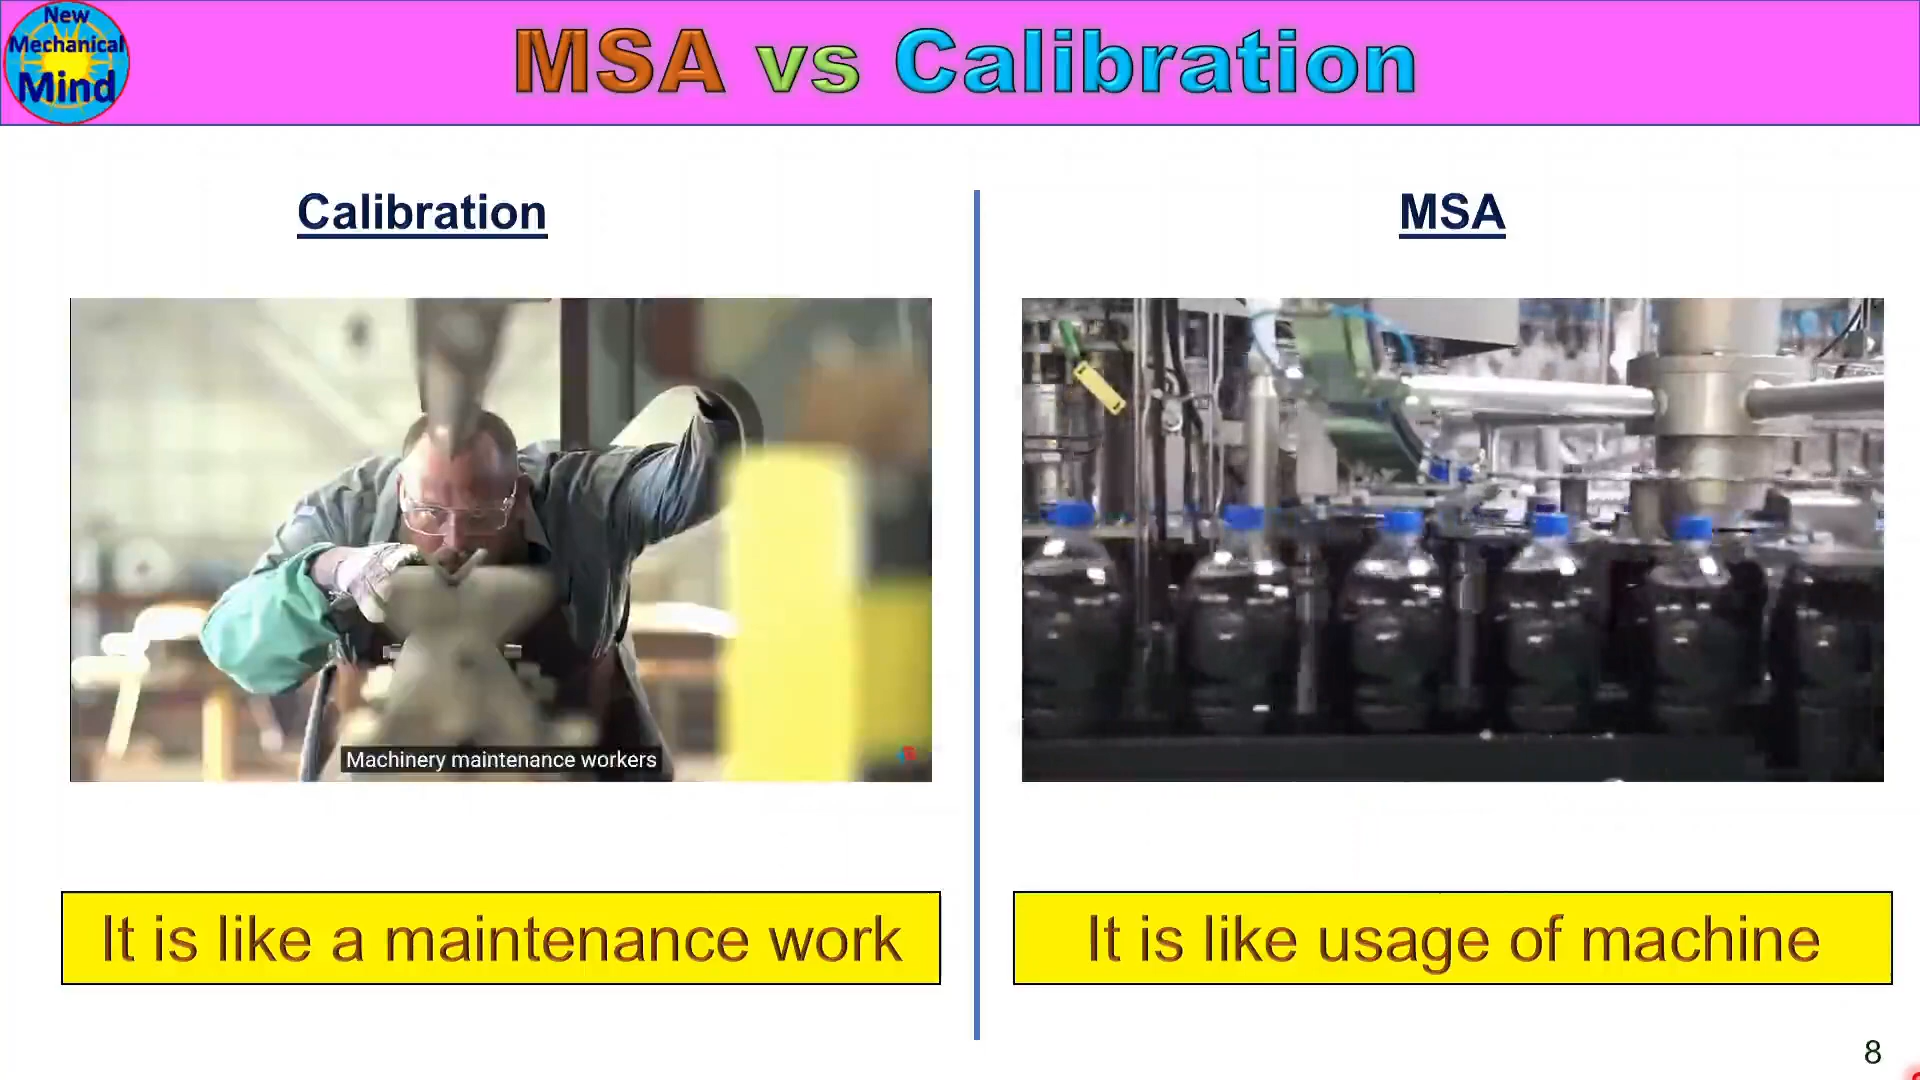 New
Mechanical
Mind
MSA vs Calibration
Calibration
MSA
Machinery maintenance workers
It is like a maintenance work
It is like usage of machine
8